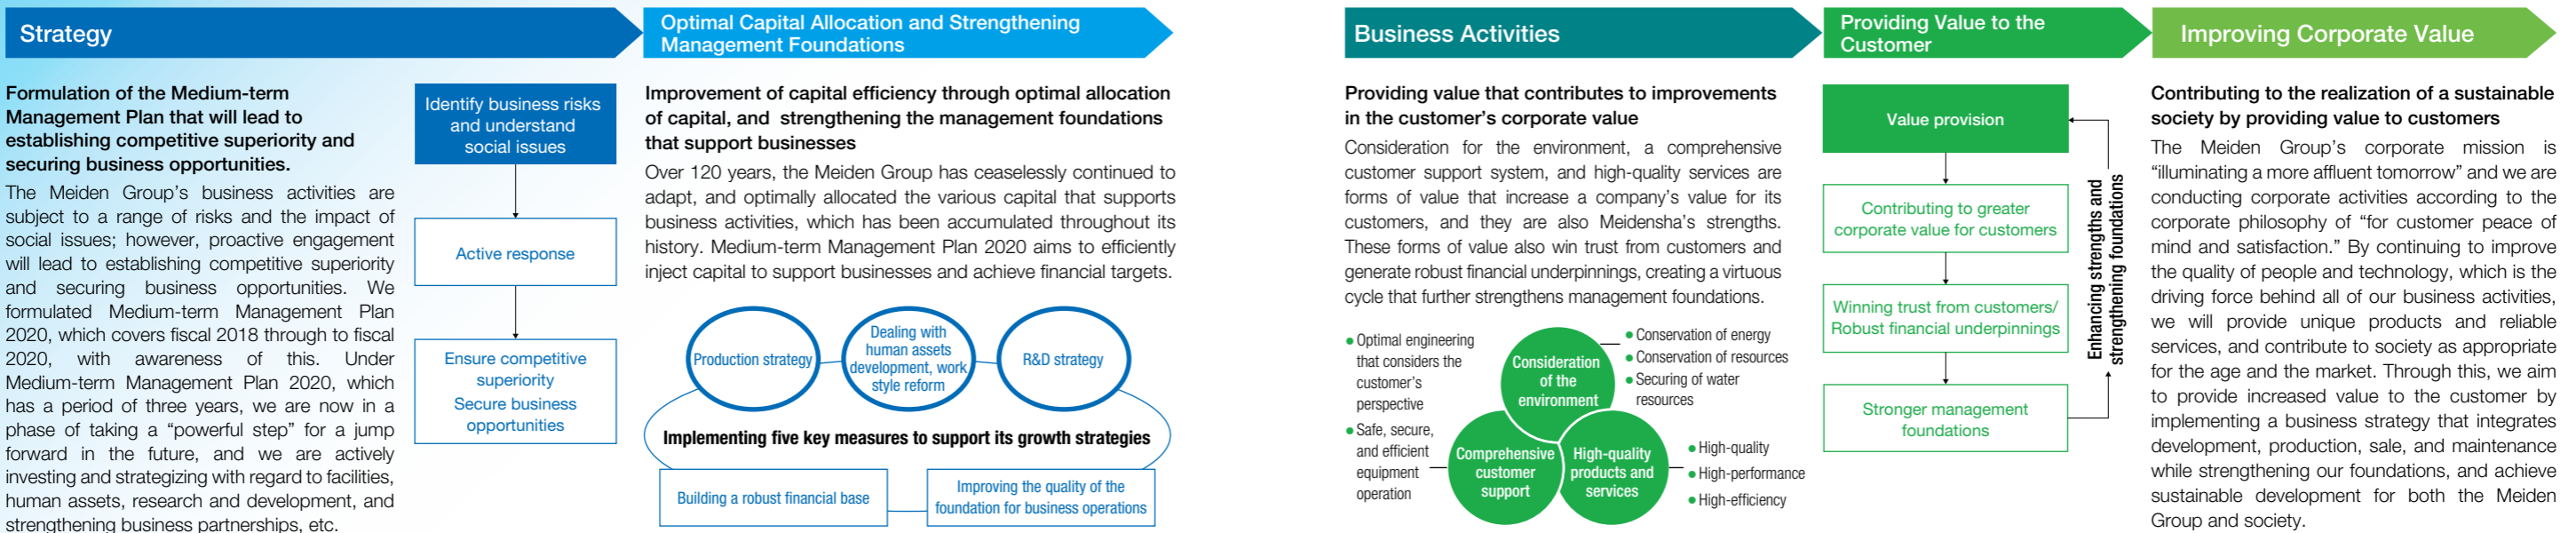 Strategy
Formulation of the Medium-term
Management Plan that will lead to
establishing competitive superiority and
securing business opportunities.
The Meiden Group's business activities are
subject to a range of risks and the impact of
social issues; however, proactive engagement
will lead to establishing competitive superiority
and securing business opportunities. We
formulated Medium-term Management Plan
2020, which covers fiscal 2018 through to fiscal
2020, with awareness of this. Under
Medium-term Management Plan 2020, which
has a period of three years, we are now in a
phase of taking a “powerful step” for a jump
forward in the future, and we are actively
investing and strategizing with regard to facilities,
human assets, research and development, and
strengthening business partnerships, etc.
Identify business risks
and understand
social issues
Active response
Ensure competitive
superiority
Secure business
opportunities
Optimal Capital Allocation and Strengthening
Management Foundations
Improvement of capital efficiency through optimal allocation
of capital, and strengthening the management foundations
that support businesses
Over 120 years, the Meiden Group has ceaselessly continued to
adapt, and optimally allocated the various capital that supports
business activities, which has been accumulated throughout its
history. Medium-term Management Plan 2020 aims to efficiently
inject capital to support businesses and achieve financial targets.
Production strategy
Dealing with
human assets
development, work
style reform
R&D strategy
Implementing five key measures to support its growth strategies
Building a robust financial base
Improving the quality of the
foundation for business operations
Business Activities
Providing value that contributes to improvements
in the customer's corporate value
Consideration for the environment, a comprehensive
customer support system, and high-quality services are
forms of value that increase a company's value for its
customers, and they are also Meidensha's strengths.
These forms of value also win trust from customers and
generate robust financial underpinnings, creating a virtuous
cycle that further strengthens management foundations.
● Optimal engineering
that considers the
customer's
perspective
● Safe, secure,
and efficient
equipment
operation
Consideration
of the
environment
● Conservation of energy
● Conservation of resources
● Securing of water
resources
Comprehensive
customer
support
High-quality
products and
services
● High-quality
● High-performance
● High-efficiency
Providing Value to the
Customer
Value provision
Contributing to greater
corporate value for customers
Winning trust from customers/
Robust financial underpinnings
Stronger management
foundations
Enhancing strengths and
strengthening foundations
Improving Corporate Value
Contributing to the realization of a sustainable
society by providing value to customers
The Meiden Group's corporate mission is
“illuminating a more affluent tomorrow” and we are
conducting corporate activities according to the
corporate philosophy of “for customer peace of
mind and satisfaction.” By continuing to improve
the quality of people and technology, which is the
driving force behind all of our business activities,
we will provide unique products and reliable
services, and contribute to society as appropriate
for the age and the market. Through this, we aim
to provide increased value to the customer by
implementing a business strategy that integrates
development, production, sale, and maintenance
while strengthening our foundations, and achieve
sustainable development for both the Meiden
Group and society.